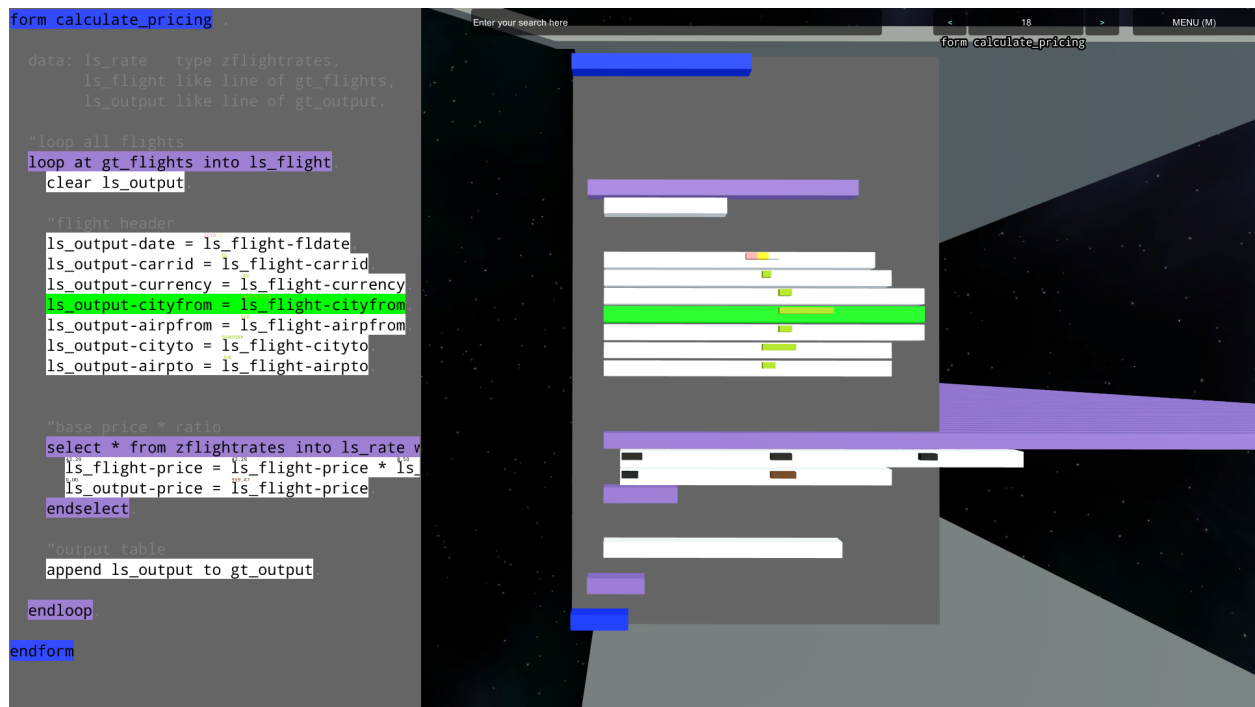 form calculate_pricing .
data: ls_rate   type zflightrates,
ls_flight like line of gt_flights,
ls_output like line of gt_output.
"loop all flights
loop at gt_flights into ls_flight.
clear ls_output.
"flight header
ls_output-date = ls_flight-fldate.
ls_output-carrid = ls_flight-carrid.
ls_output-currency = ls_flight-currency.
ls_output-cityfrom = ls_flight-cityfrom.
ls_output-airpfrom = ls_flight-airpfrom.
ls_output-cityto = ls_flight-cityto.
ls_output-airpto = ls_flight-airpto.
"base price * ratio
select * from zflightrates into ls_rate w
ls_flight-price = ls_flight-price * ls_
ls_output-price = ls_flight-price.
endselect.
"output table
append ls_output to gt_output.
endloop.
endform
Enter your search here
< 18 >
MENU (M)
form calculate_pricing